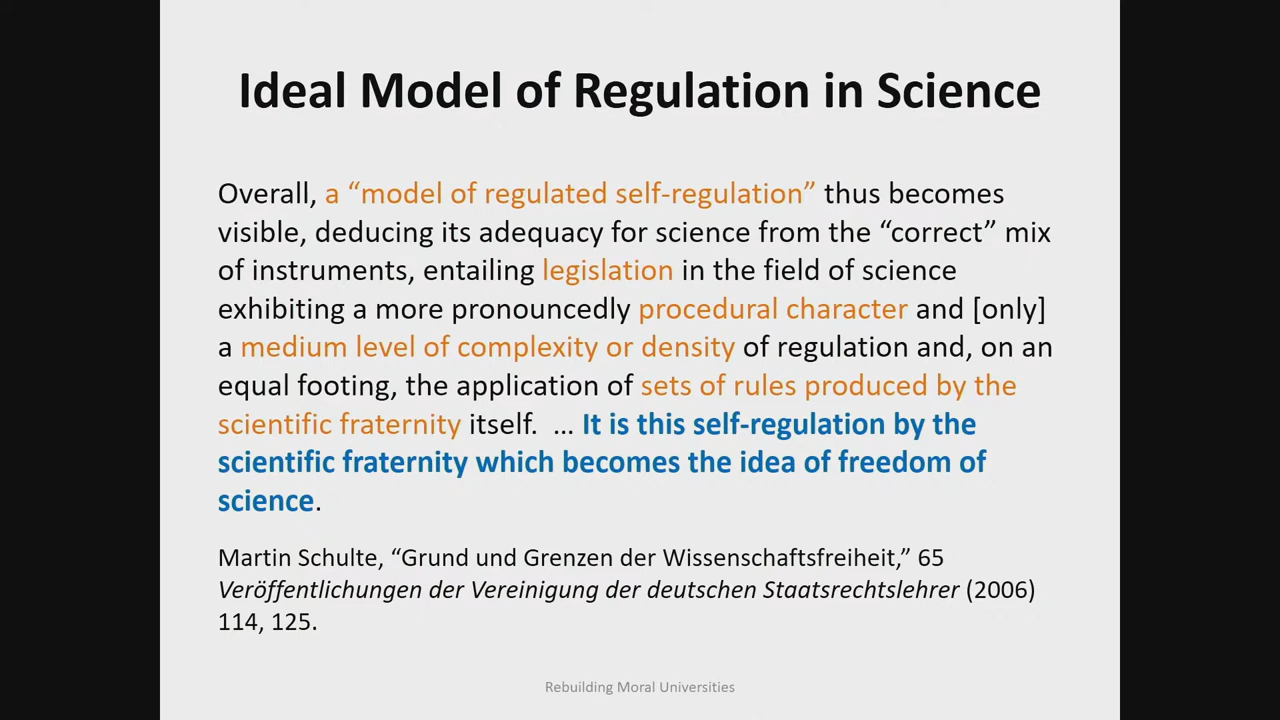 Ideal Model of Regulation in Science
Overall, a “model of regulated self-regulation” thus becomes
visible, deducing its adequacy for science from the “correct” mix
of instruments, entailing legislation in the field of science
exhibiting a more pronouncedly procedural character and [only]
a medium level of complexity or density of regulation and, on an
equal footing, the application of sets of rules produced by the
scientific fraternity itself.  … It is this self-regulation by the
scientific fraternity which becomes the idea of freedom of
science.
Martin Schulte, “Grund und Grenzen der Wissenschaftsfreiheit,” 65
Veröffentlichungen der Vereinigung der deutschen Staatsrechtslehrer (2006)
114, 125.
Rebuilding Moral Universities